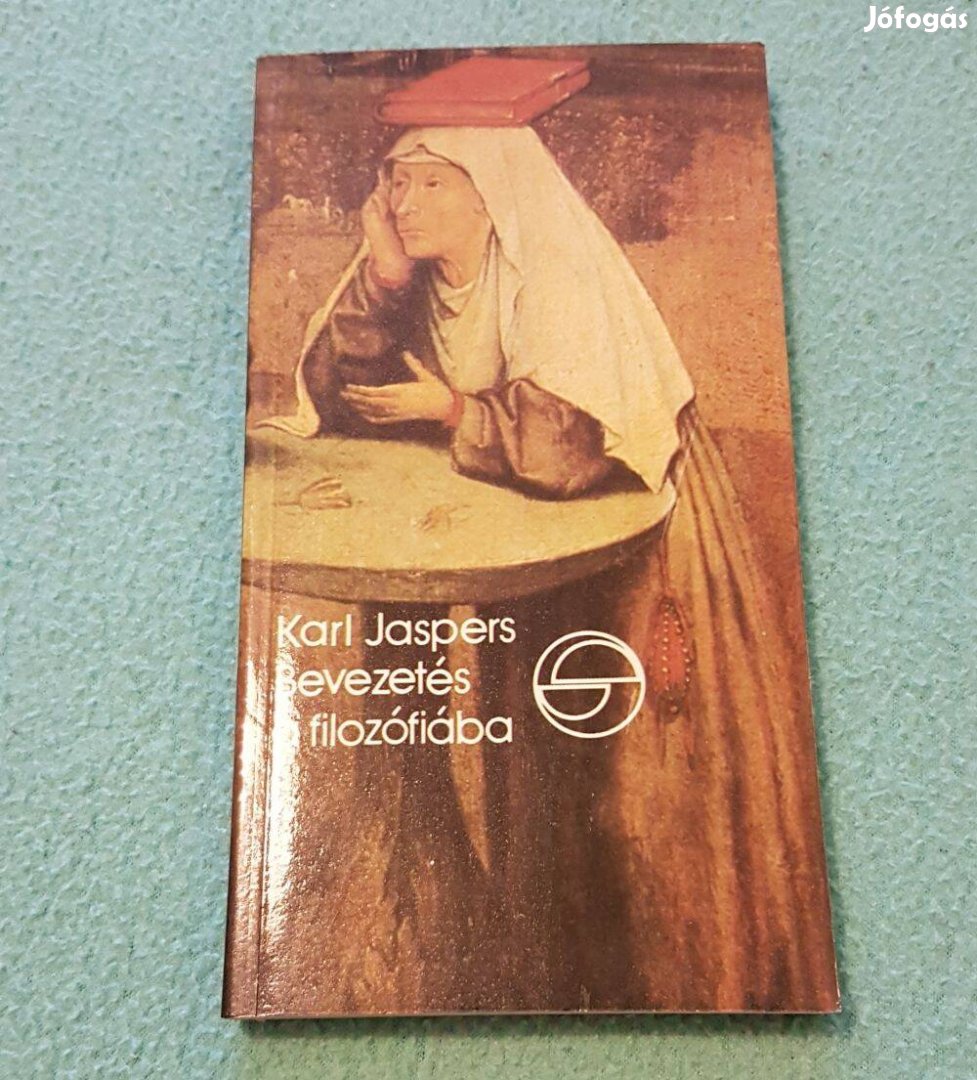 Jófogás
Karl Jaspers
Bevezetés
a filozófiába